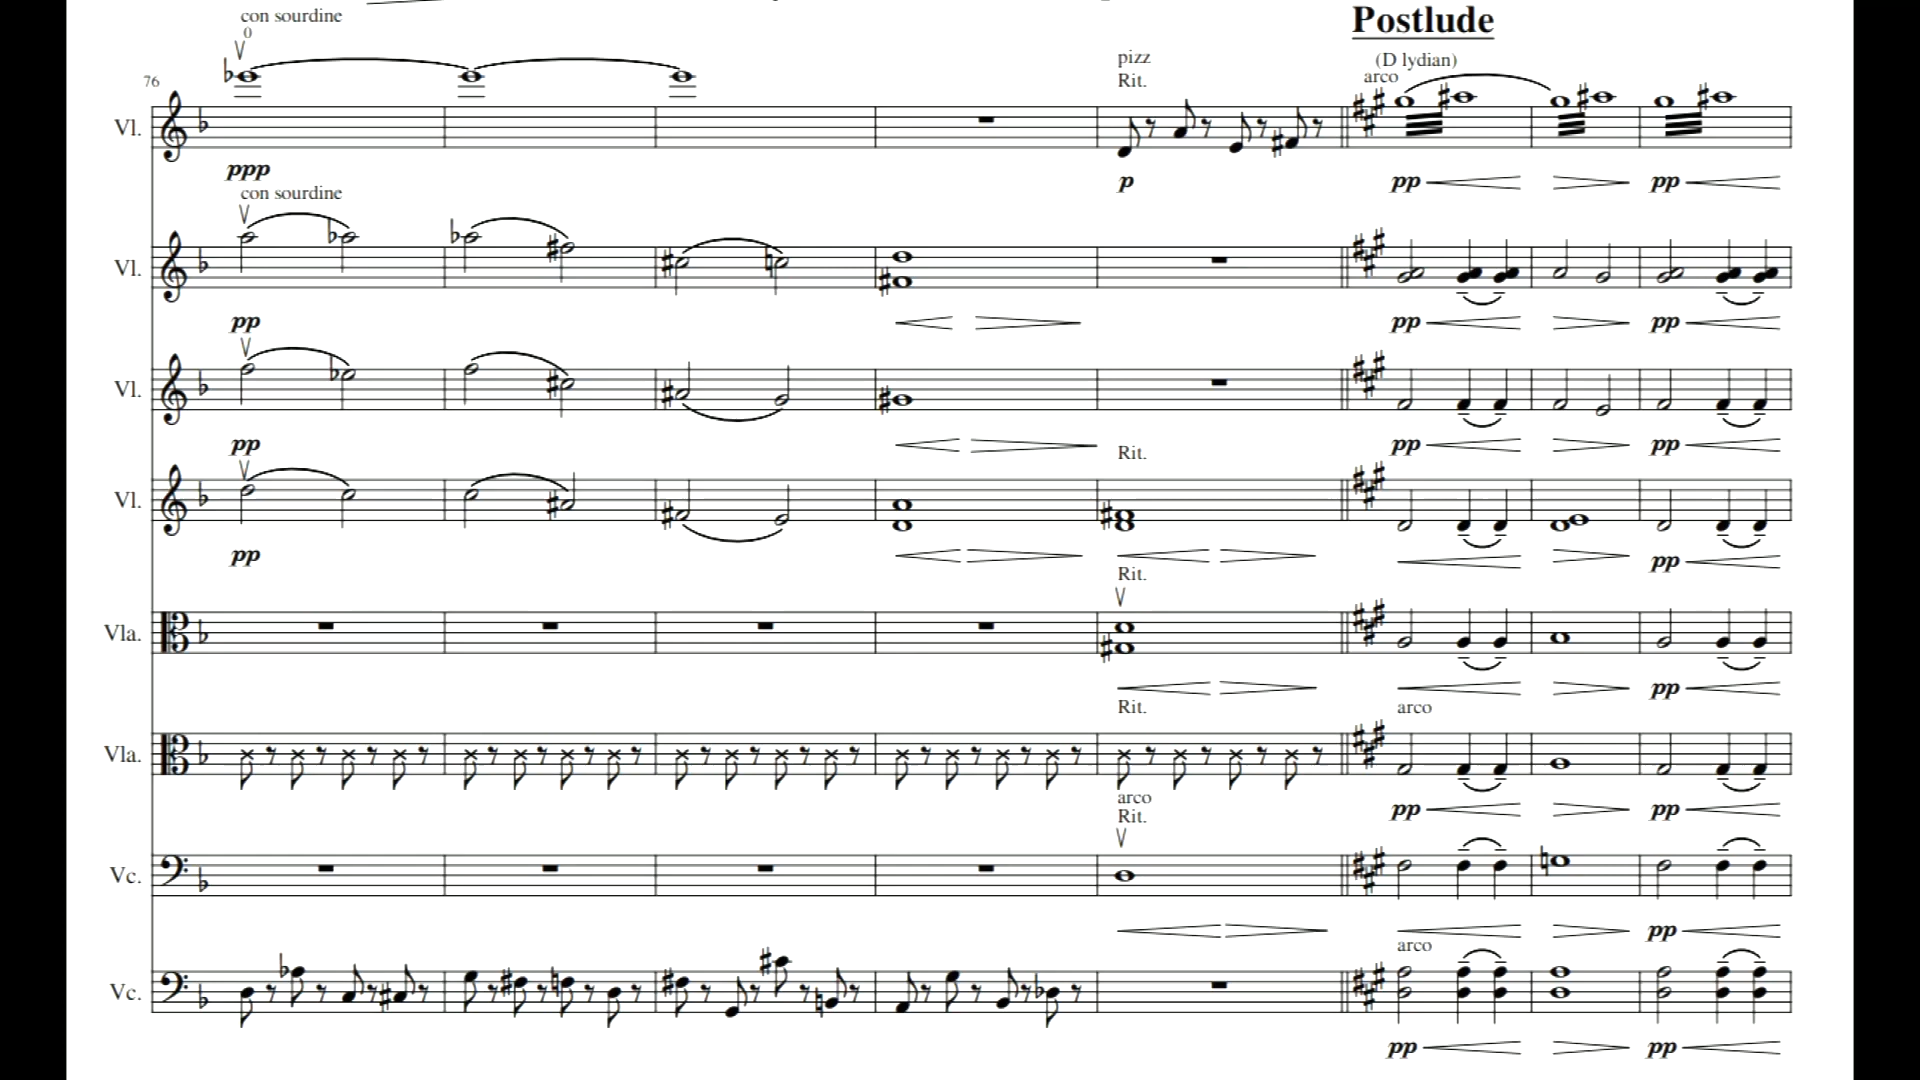 con sourdine
0
Postlude
76
pizz
Rit.
(D lydian)
arco
Vl.
ppp
p
pp
pp
con sourdine
Vl.
pp
pp
pp
Vl.
pp
pp
pp
Rit.
Vl.
pp
pp
Rit.
Vla.
pp
Rit.
arco
Vla.
pp
pp
arco
Rit.
Vc.
pp
arco
Vc.
pp
pp